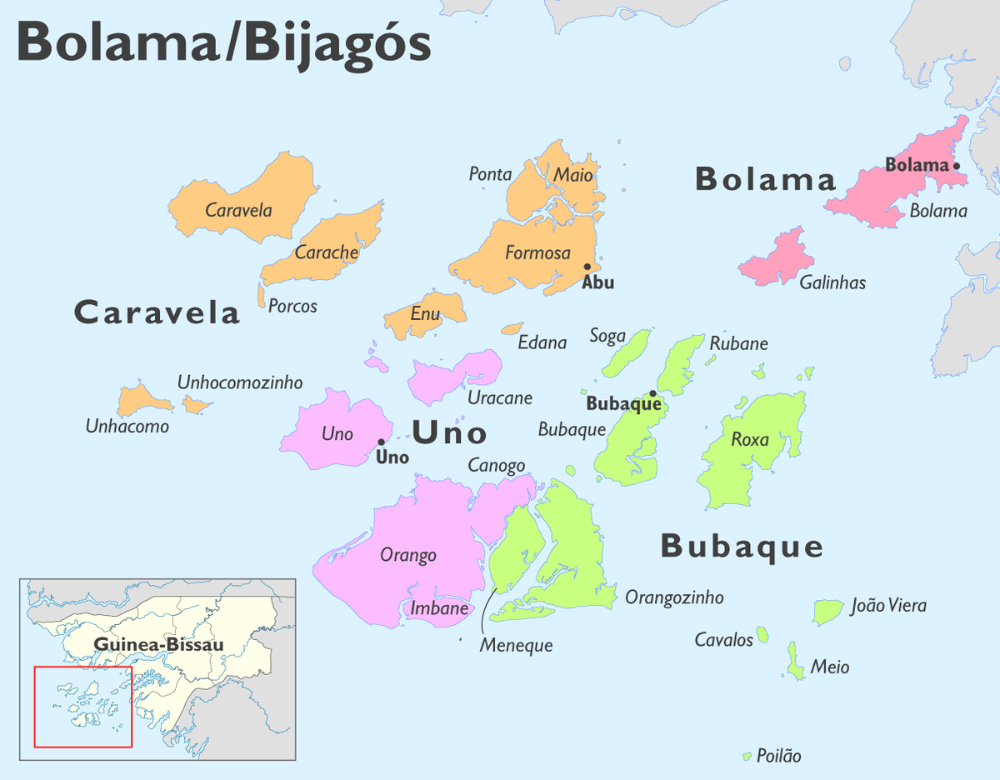 Bolama/Bijagós
Ponta
Maio
Bolama
Bolama
Bolama
Caravela
Carache
Formosa
Abu
Galinhas
Porcos
Caravela
Enu
Edana
Soga
Rubane
Unhocomozinho
Unhacomo
Uracane
Bubaque
Bubaque
Uno
Uno
Uno
Roxa
Canogo
Bubaque
Orango
Imbane
Orangozinho
Meneque
João Viera
Cavalos
Meio
Poilão
Guinea-Bissau